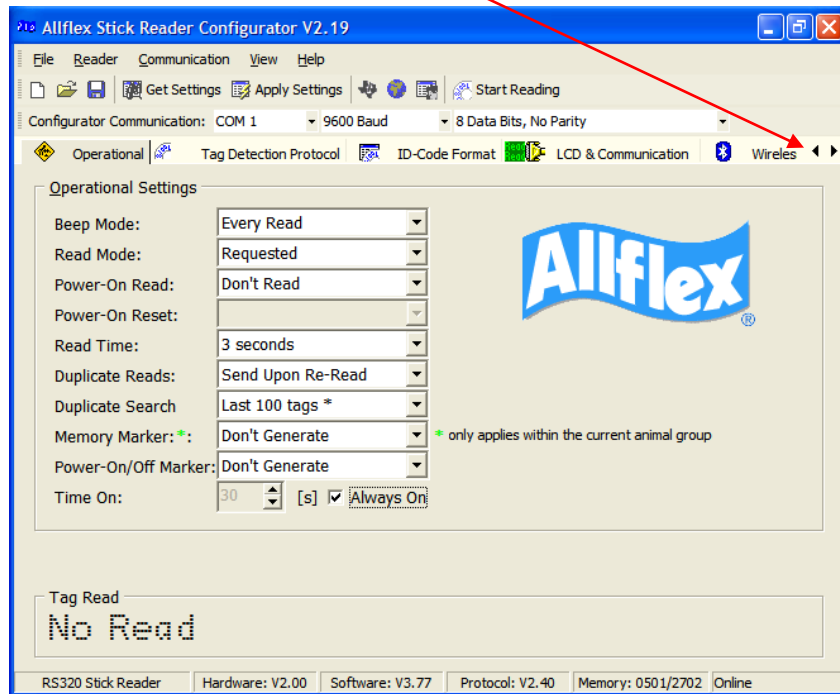 Allflex Stick Reader Configurator V2.19
File Reader Communication View Help
Get Settings Apply Settings Start Reading
Configurator Communication: COM 1 9600 Baud 8 Data Bits, No Parity
Operational Tag Detection Protocol ID-Code Format LCD & Communication Wireles
Operational Settings
Beep Mode: Every Read
Read Mode: Requested
Power-On Read: Don't Read
Power-On Reset:
Read Time: 3 seconds
Duplicate Reads: Send Upon Re-Read
Duplicate Search Last 100 tags *
Memory Marker:*: Don't Generate * only applies within the current animal group
Power-On/Off Marker: Don't Generate
Time On: 30 [s] Always On
Allflex ®
Tag Read
No Read
RS320 Stick Reader Hardware: V2.00 Software: V3.77 Protocol: V2.40 Memory: 0501/2702 Online